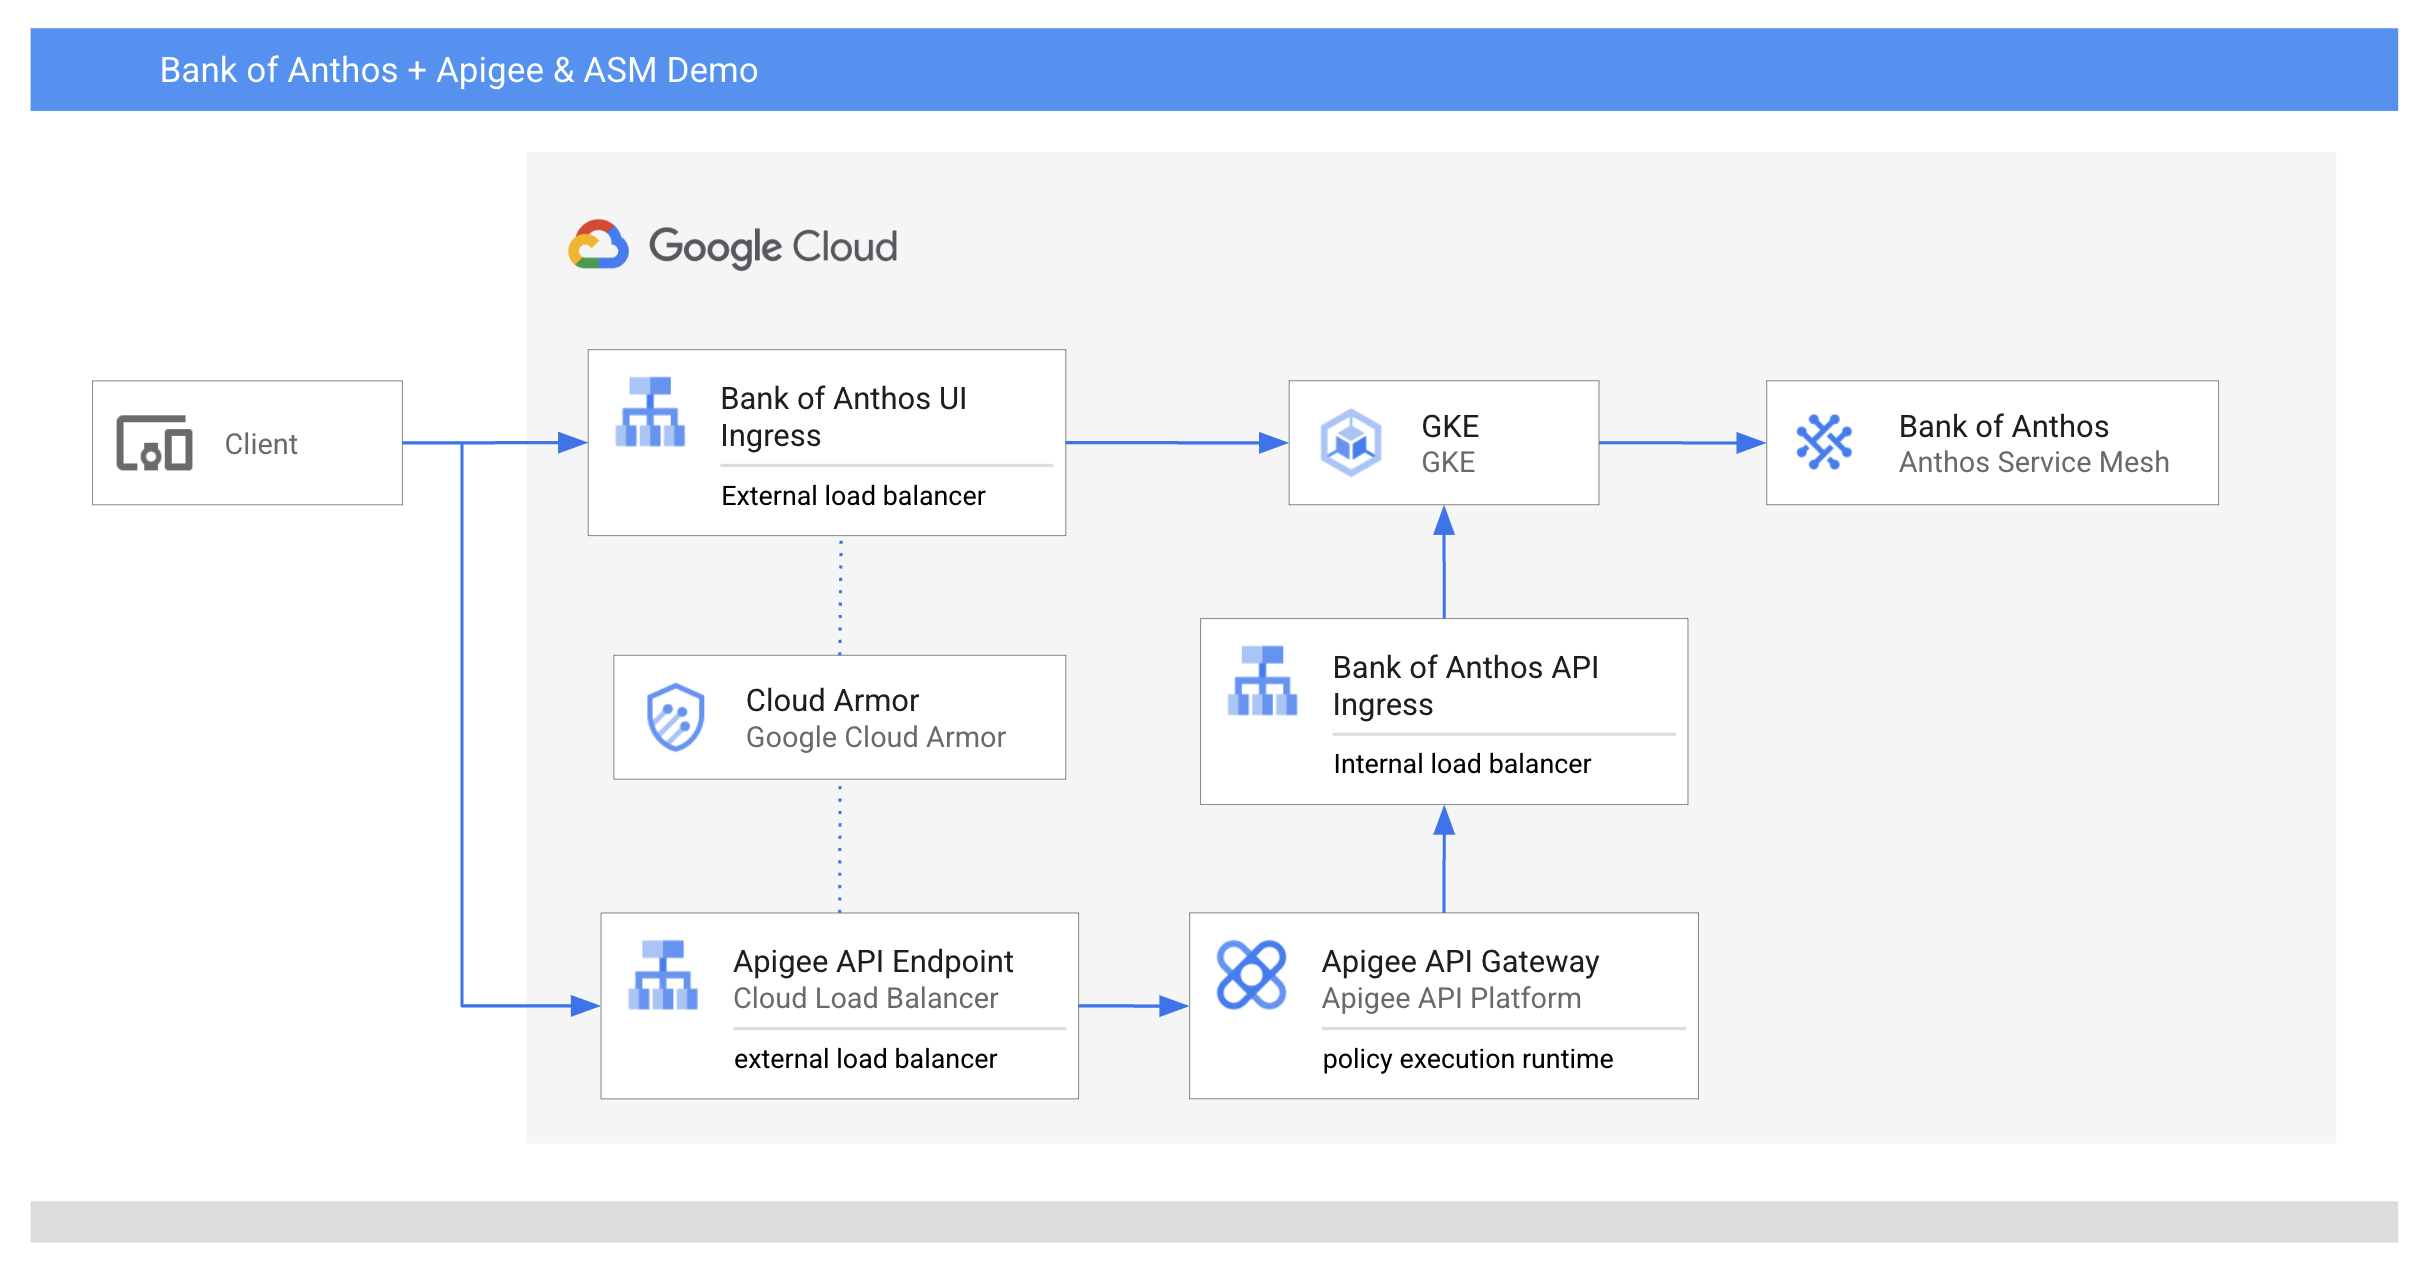 Bank of Anthos + Apigee & ASM Demo
Google Cloud
Client
Bank of Anthos UI
Ingress
External load balancer
GKE
GKE
Bank of Anthos
Anthos Service Mesh
Cloud Armor
Google Cloud Armor
Bank of Anthos API
Ingress
Internal load balancer
Apigee API Endpoint
Cloud Load Balancer
external load balancer
Apigee API Gateway
Apigee API Platform
policy execution runtime